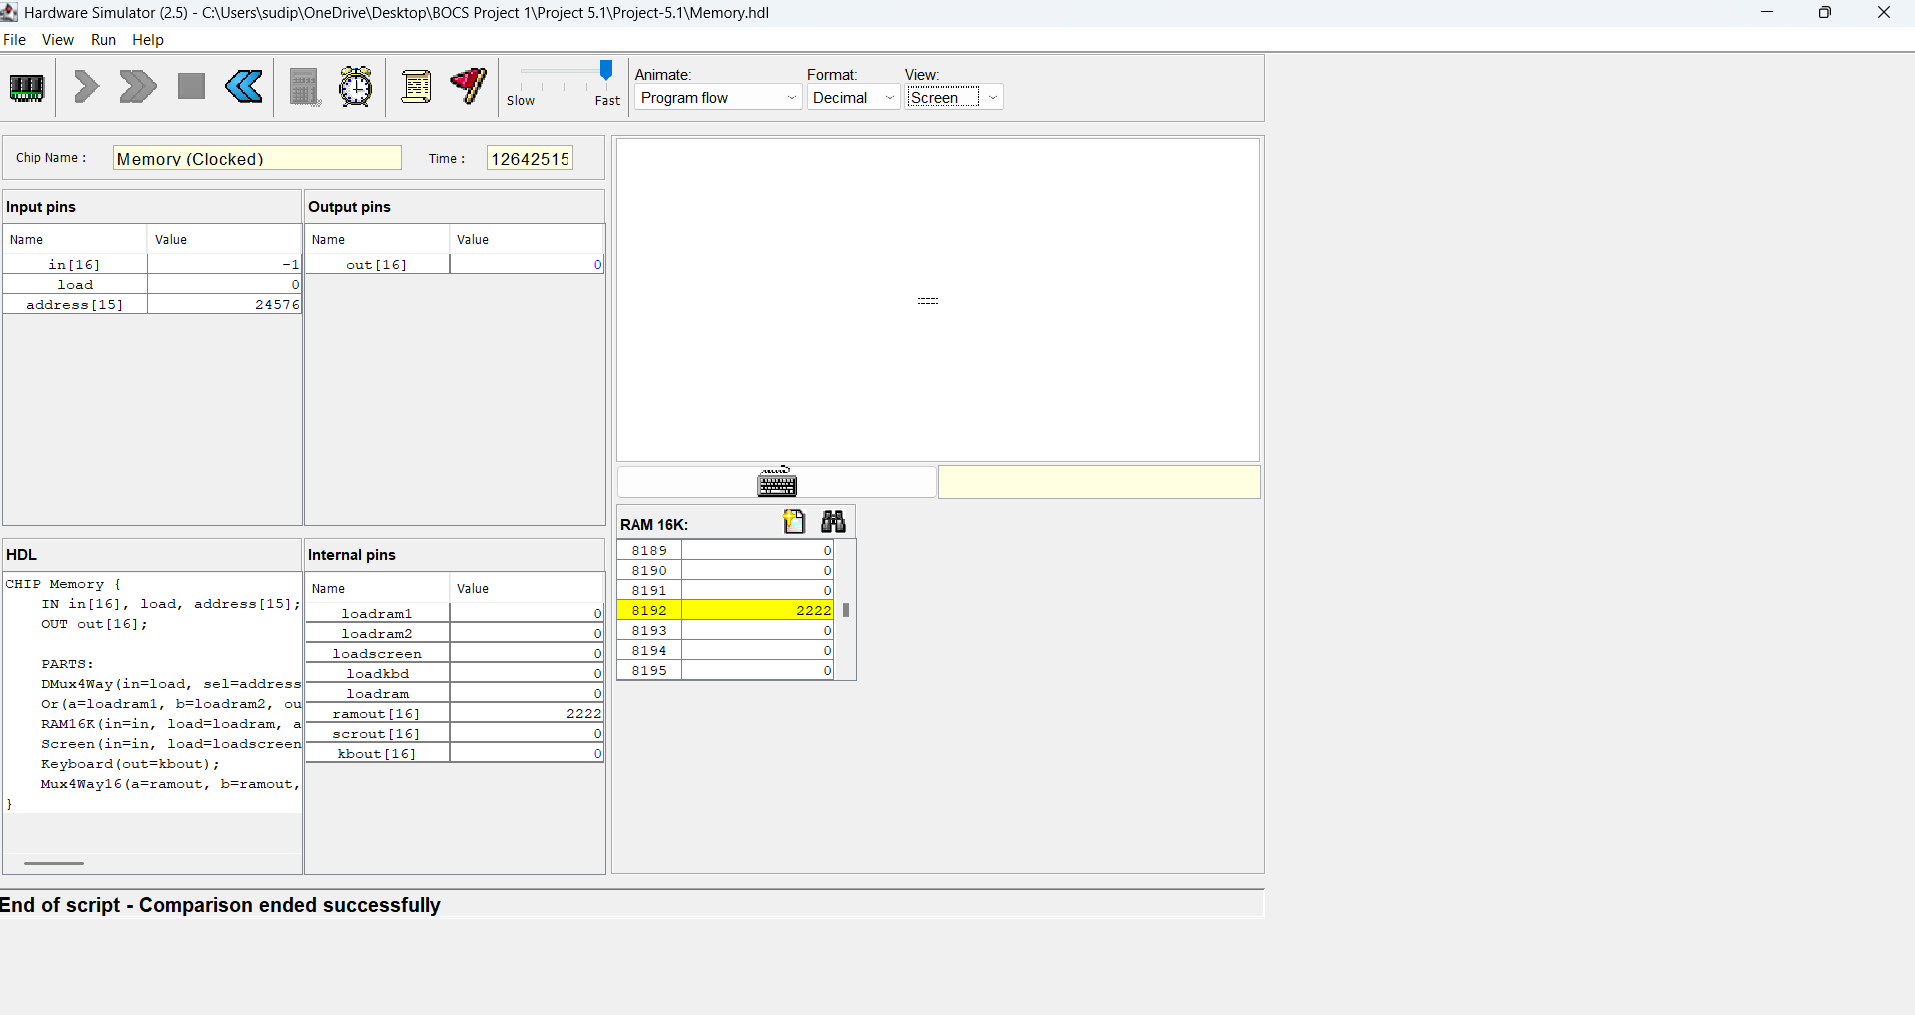 Hardware Simulator (2.5) - C:\Users\sudip\OneDrive\Desktop\BOCS Project 1\Project 5.1\Project-5.1\Memory.hdl
File View Run Help
Animate: Format: View:
Slow Fast Program flow Decimal Screen
Chip Name : Memory (Clocked) Time : 12642515
Input pins
Name Value
in[16] -1
load 0
address[15] 24576
Output pins
Name Value
out[16] 0
HDL
CHIP Memory {
IN in[16], load, address[15];
OUT out[16];
PARTS:
DMux4Way(in=load, sel=address
Or(a=loadram1, b=loadram2, ou
RAM16K(in=in, load=loadram, a
Screen(in=in, load=loadscreen
Keyboard(out=kbout);
Mux4Way16(a=ramout, b=ramout,
}
Internal pins
Name Value
loadram1 0
loadram2 0
loadscreen 0
loadkbd 0
loadram 0
ramout[16] 2222
scrout[16] 0
kbout[16] 0
RAM 16K:
8189 0
8190 0
8191 0
8192 2222
8193 0
8194 0
8195 0
End of script - Comparison ended successfully